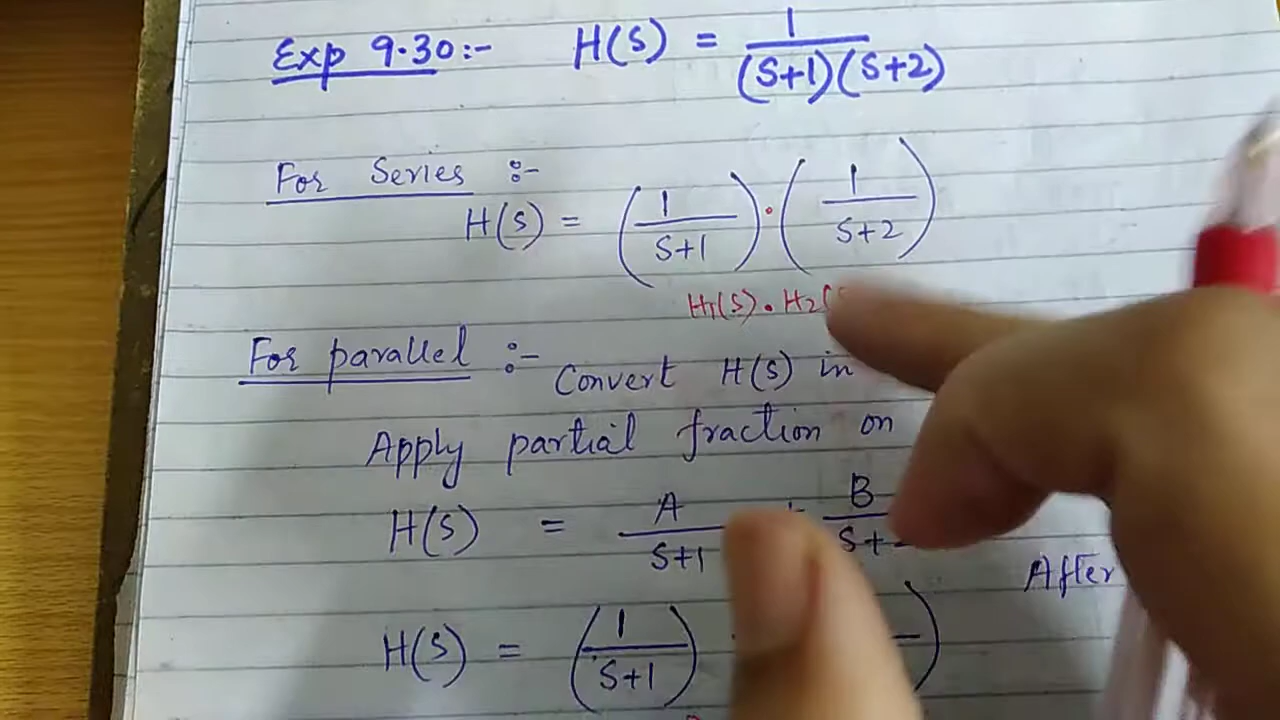 Exp 9.30:- H(S) = 1/(S+1)(S+2)
For Series :-
H(S) = (1/S+1)·(1/S+2)
H1(S)·H2(S
For parallel :- Convert H(S) in
Apply partial fraction on
H(S) = A/S+1 + B/S+
After
H(S) = (1/S+1)